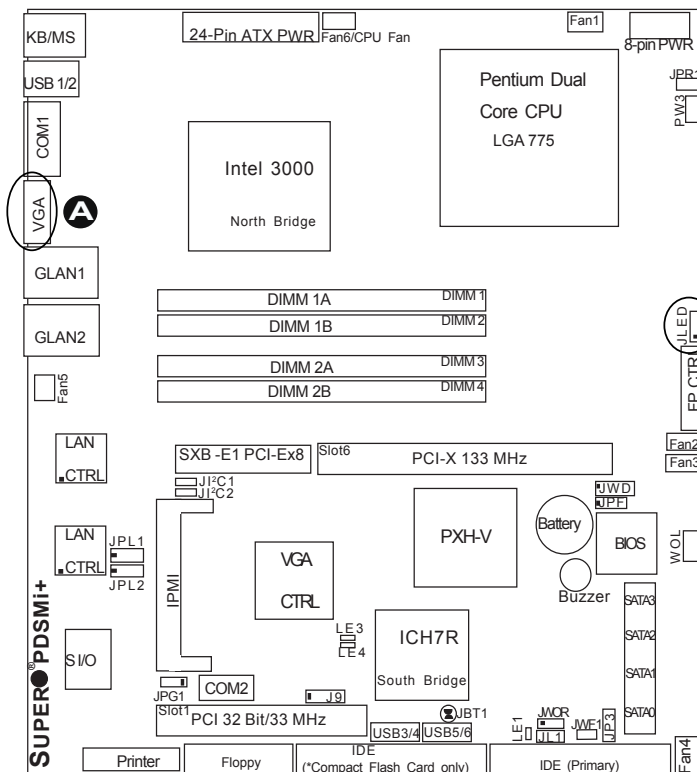 KB/MS
24-Pin ATX PWR
Fan6/CPU Fan
Fan1
8-pin PWR
USB 1/2
JPR1
PW3
Pentium Dual
Core CPU
LGA 775
COM1
Intel 3000
North Bridge
VGA
A
GLAN1
GLAN2
DIMM 1A
DIMM 1
DIMM 1B
DIMM 2
DIMM 2A
DIMM 3
DIMM 2B
DIMM 4
JLED
FP CTRL
Fan5
Fan2
Fan3
LAN
CTRL
SXB -E1 PCI-Ex8
Slot6
PCI-X 133 MHz
JI²C1
JI²C2
JWD
JPF
PXH-V
Battery
BIOS
WOL
LAN
CTRL
JPL1
JPL2
IPMI
VGA
CTRL
Buzzer
SATA3
SATA2
SATA1
SATA0
LE3
LE4
ICH7R
South Bridge
S I/O
JPG1
COM2
J9
Slot1
PCI 32 Bit/33 MHz
JBT1
USB3/4
USB5/6
LE1
JWOR
JL1
JWF1
JP3
SUPER®PDSMi+
Printer
Floppy
IDE
(*Compact Flash Card only)
IDE (Primary)
Fan4